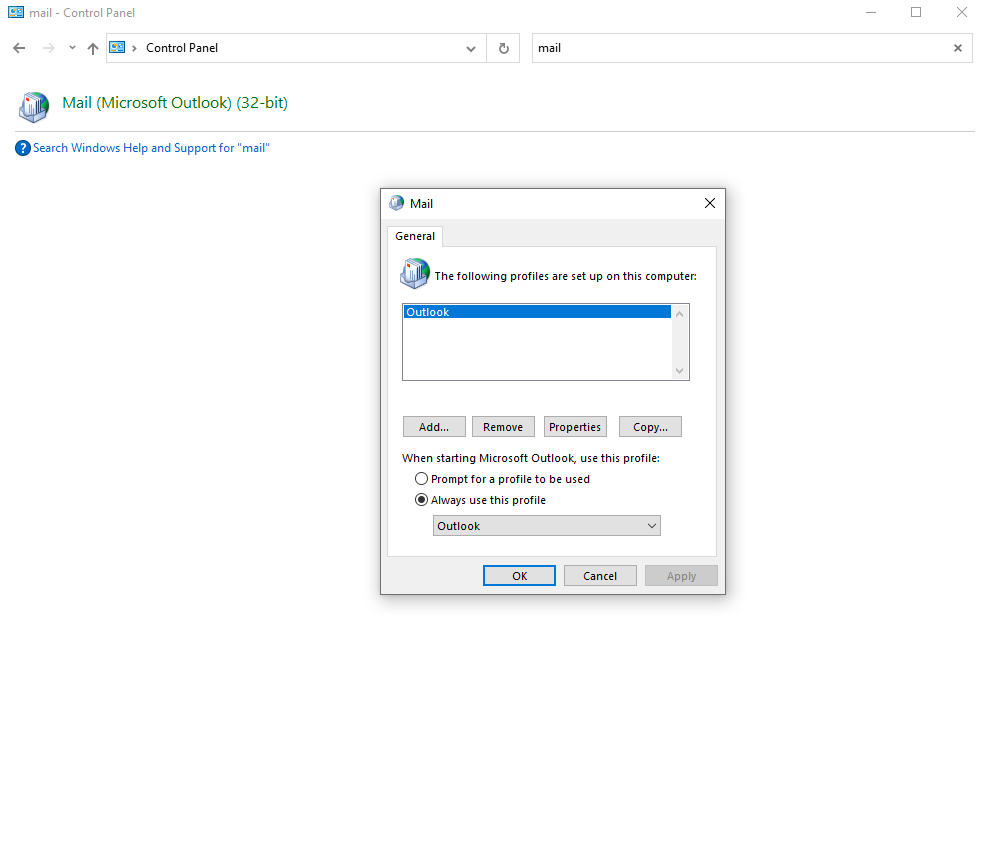 mail - Control Panel
Control Panel
mail
Mail (Microsoft Outlook) (32-bit)
? Search Windows Help and Support for "mail"
Mail
General
The following profiles are set up on this computer:
Outlook
Add... Remove Properties Copy...
When starting Microsoft Outlook, use this profile:
Prompt for a profile to be used
Always use this profile
Outlook
OK Cancel Apply